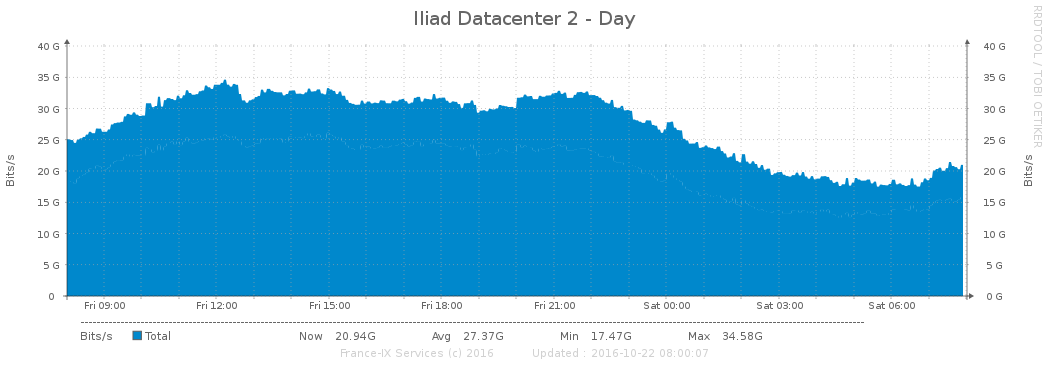 Iliad Datacenter 2 - Day
RRDTOOL / TOBI OETIKER
Bits/s
40 G 40 G
35 G 35 G
30 G 30 G
25 G 25 G
20 G 20 G
15 G 15 G
10 G 10 G
5 G 5 G
0 0 G
Bits/s
Fri 09:00 Fri 12:00 Fri 15:00 Fri 18:00 Fri 21:00 Sat 00:00 Sat 03:00 Sat 06:00
Bits/s Total Now 20.94G Avg 27.37G Min 17.47G Max 34.58G
France-IX Services (c) 2016 Updated : 2016-10-22 08:00:07